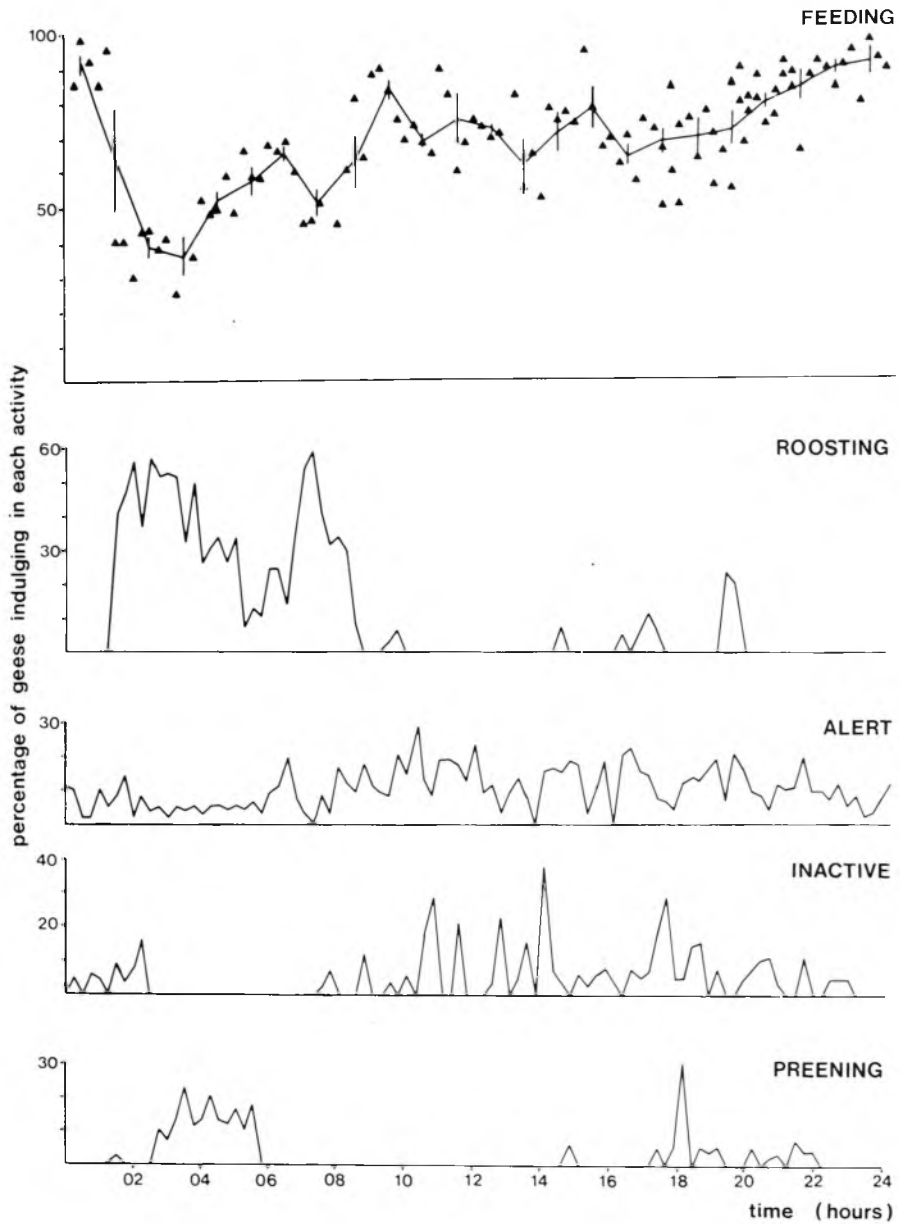 FEEDING
100
50
percentage of geese indulging in each activity
ROOSTING
60
30
ALERT
30
INACTIVE
40
20
PREENING
30
02 04 06 08 10 12 14 16 18 20 22 24
time (hours)